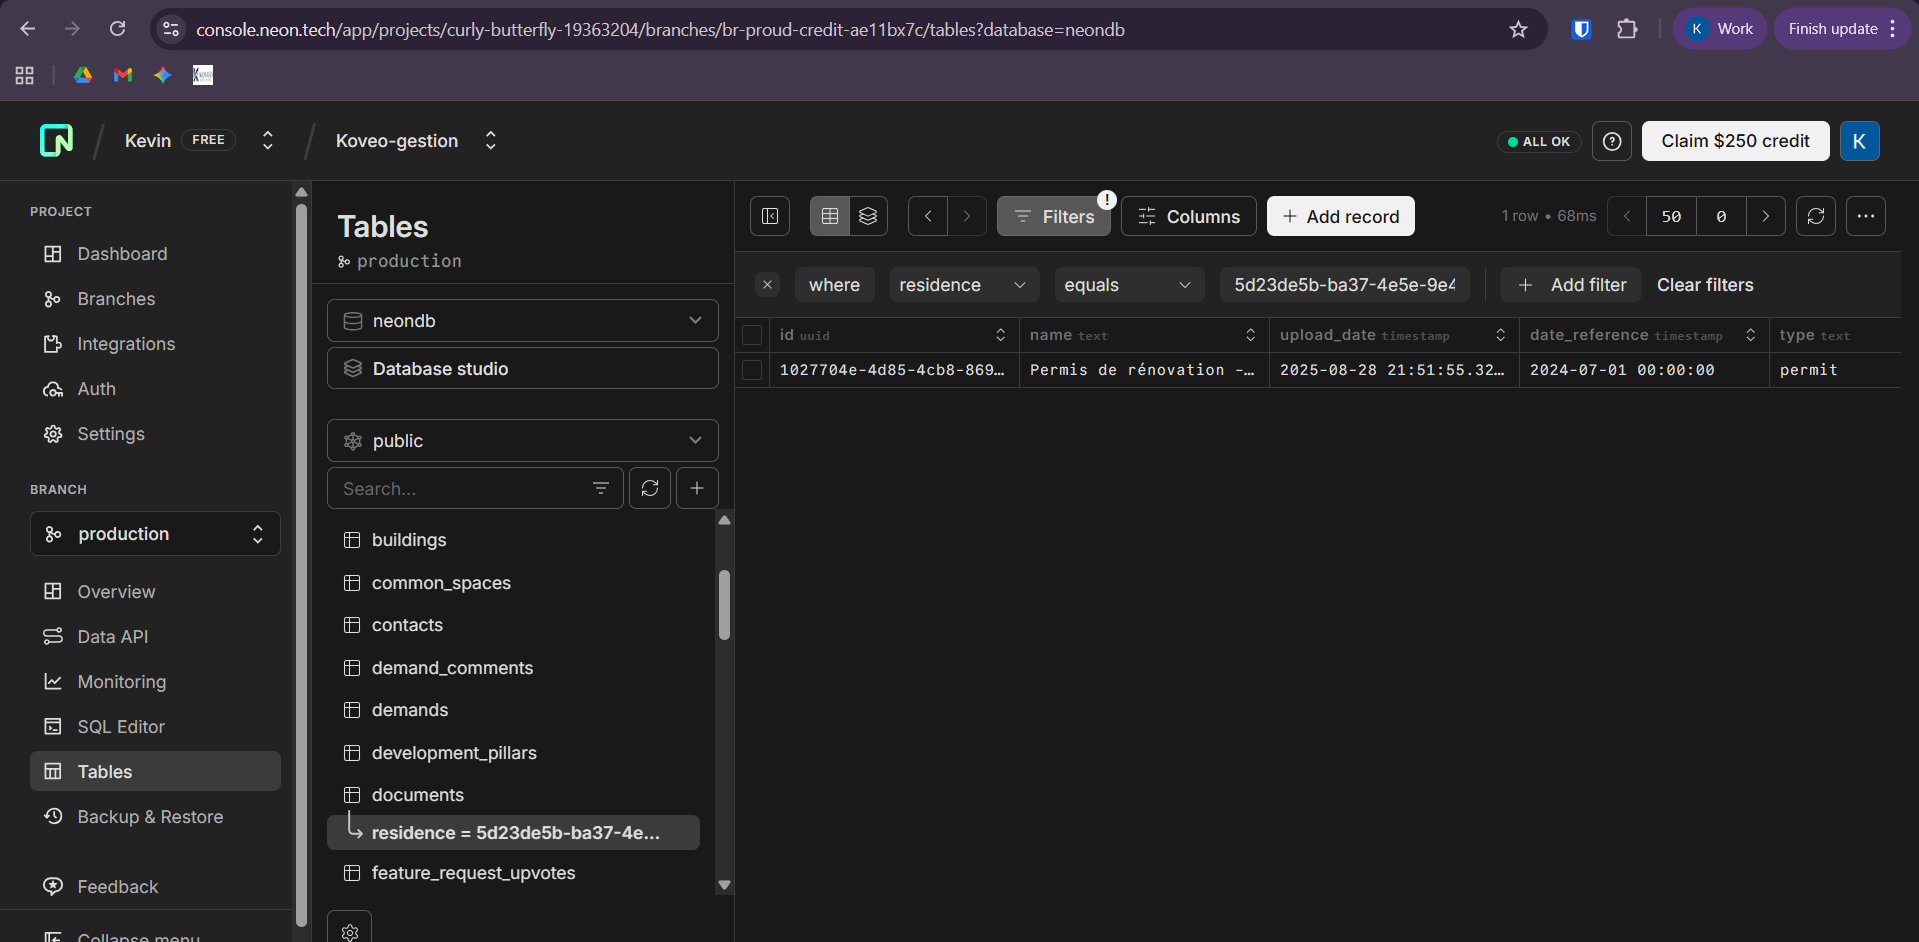 console.neon.tech/app/projects/curly-butterfly-19363204/branches/br-proud-credit-ae11bx7c/tables?database=neondb
K Work
Finish update
Kevin FREE
Koveo-gestion
ALL OK
Claim $250 credit
K
PROJECT
Dashboard
Branches
Integrations
Auth
Settings
BRANCH
production
Overview
Data API
Monitoring
SQL Editor
Tables
Backup & Restore
Feedback
Collapse menu
Tables
production
neondb
Database studio
public
Search...
buildings
common_spaces
contacts
demand_comments
demands
development_pillars
documents
residence = 5d23de5b-ba37-4e...
feature_request_upvotes
Filters !
Columns
Add record
1 row • 68ms
50
0
where residence equals 5d23de5b-ba37-4e5e-9e4
Add filter
Clear filters
id uuid name text upload_date timestamp date_reference timestamp type text
1027704e-4d85-4cb8-869... Permis de rénovation -... 2025-08-28 21:51:55.32... 2024-07-01 00:00:00 permit